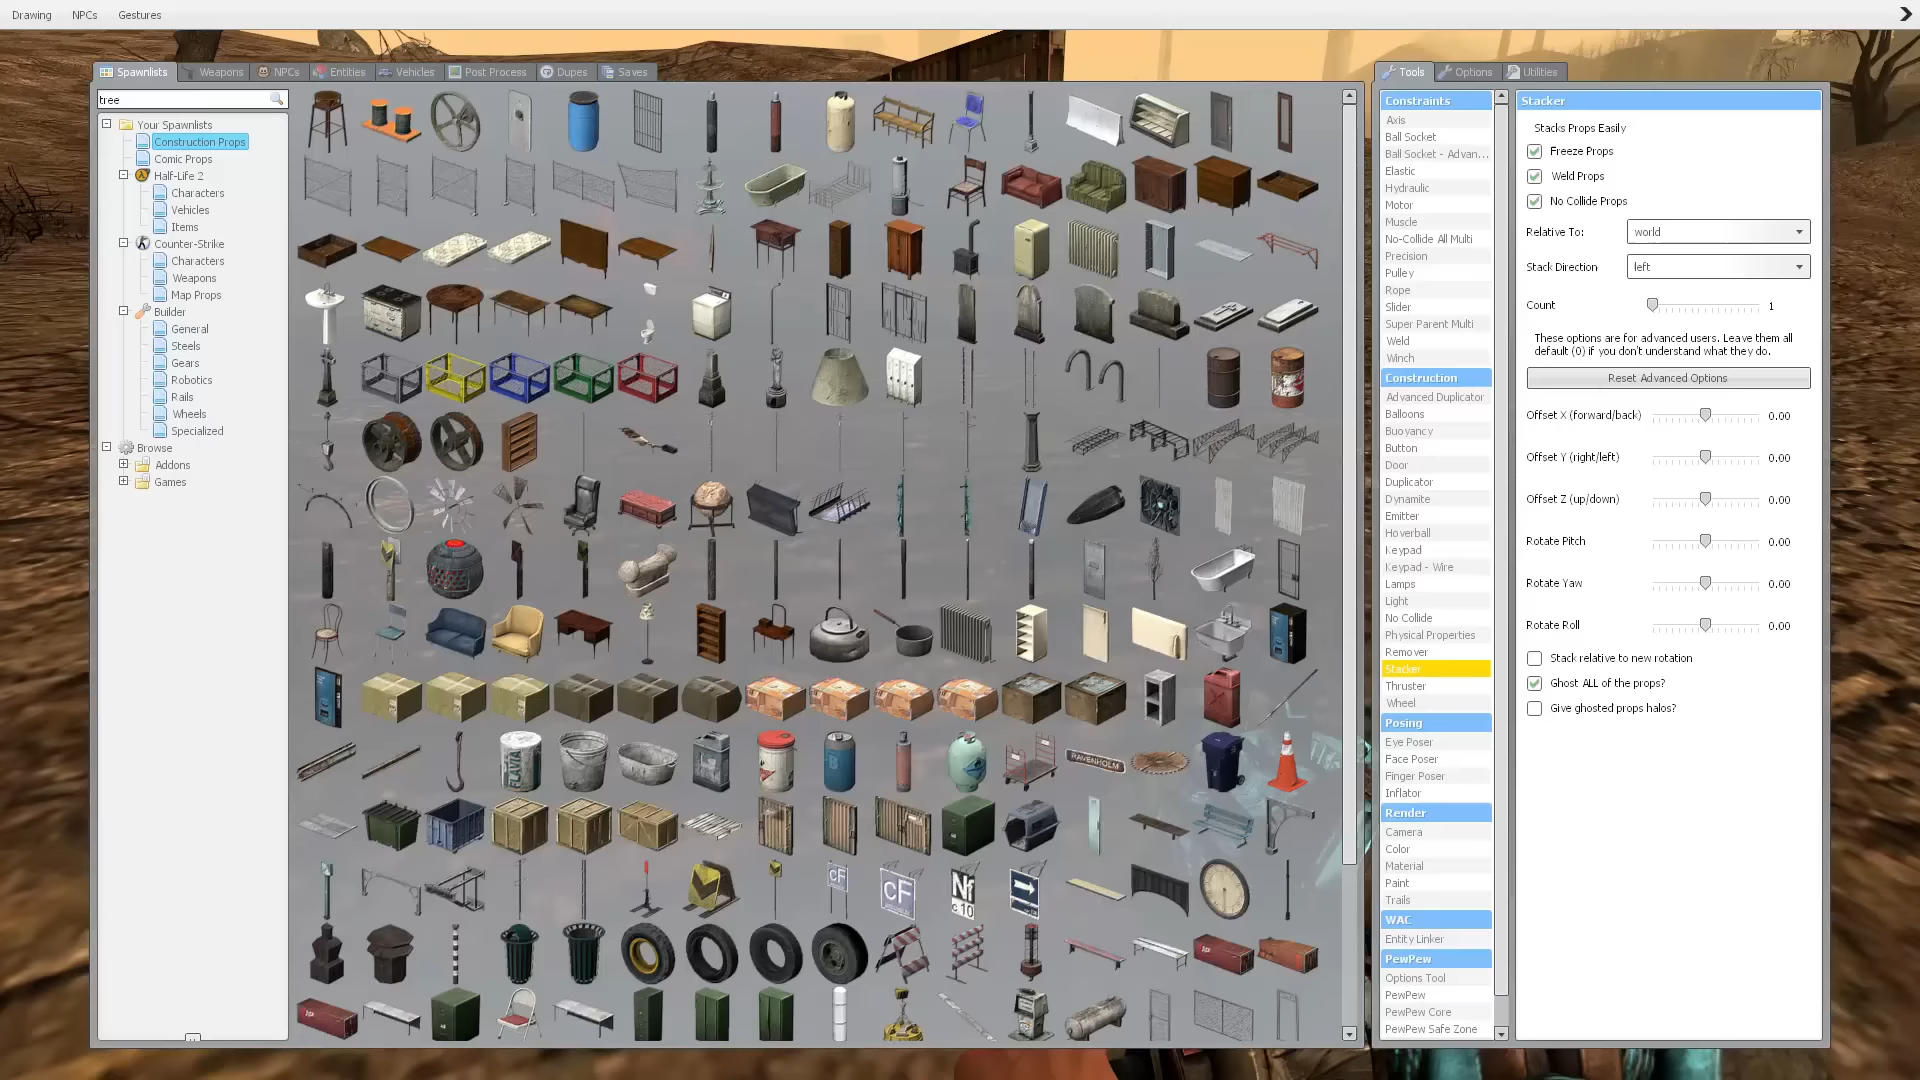 Drawing NPCs Gestures
Spawnlists Weapons NPCs Entities Vehicles Post Process Dupes Saves
tree
Your Spawnlists
Construction Props
Comic Props
Half-Life 2
Characters
Vehicles
Items
Counter-Strike
Characters
Weapons
Map Props
Builder
General
Steels
Gears
Robotics
Rails
Wheels
Specialized
Browse
Addons
Games
RAVENHOLM
cF
cF
Nf
c 10
Tools Options Utilities
Constraints
Axis
Ball Socket
Ball Socket - Advan...
Elastic
Hydraulic
Motor
Muscle
No-Collide All Multi
Precision
Pulley
Rope
Slider
Super Parent Multi
Weld
Winch
Construction
Advanced Duplicator
Balloons
Buoyancy
Button
Door
Duplicator
Dynamite
Emitter
Hoverball
Keypad
Keypad - Wire
Lamps
Light
No Collide
Physical Properties
Remover
Stacker
Thruster
Wheel
Posing
Eye Poser
Face Poser
Finger Poser
Inflator
Render
Camera
Color
Material
Paint
Trails
WAC
Entity Linker
PewPew
Options Tool
PewPew
PewPew Core
PewPew Safe Zone
Stacker
Stacks Props Easily
Freeze Props
Weld Props
No Collide Props
Relative To: world
Stack Direction left
Count 1
These options are for advanced users. Leave them all
default (0) if you don't understand what they do.
Reset Advanced Options
Offset X (forward/back) 0.00
Offset Y (right/left) 0.00
Offset Z (up/down) 0.00
Rotate Pitch 0.00
Rotate Yaw 0.00
Rotate Roll 0.00
Stack relative to new rotation
Ghost ALL of the props?
Give ghosted props halos?